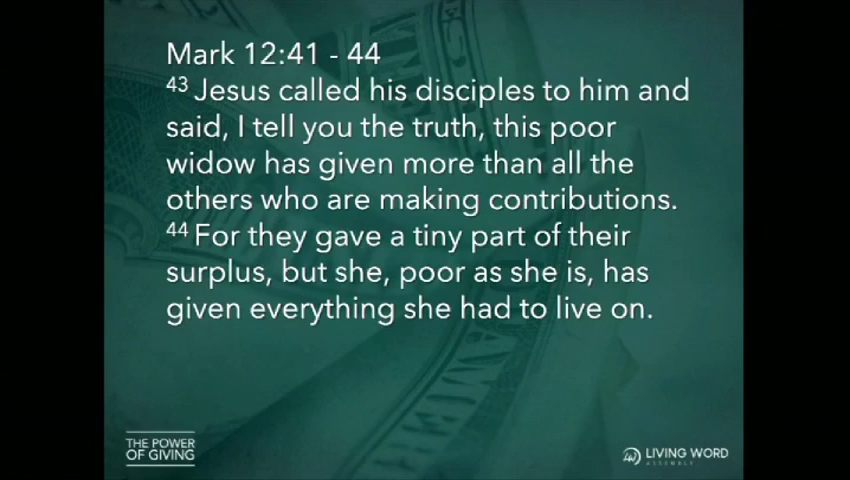 Mark 12:41 - 44
43 Jesus called his disciples to him and
said, I tell you the truth, this poor
widow has given more than all the
others who are making contributions.
44 For they gave a tiny part of their
surplus, but she, poor as she is, has
given everything she had to live on.
THE POWER
OF GIVING
LIVING WORD
ASSEMBLY